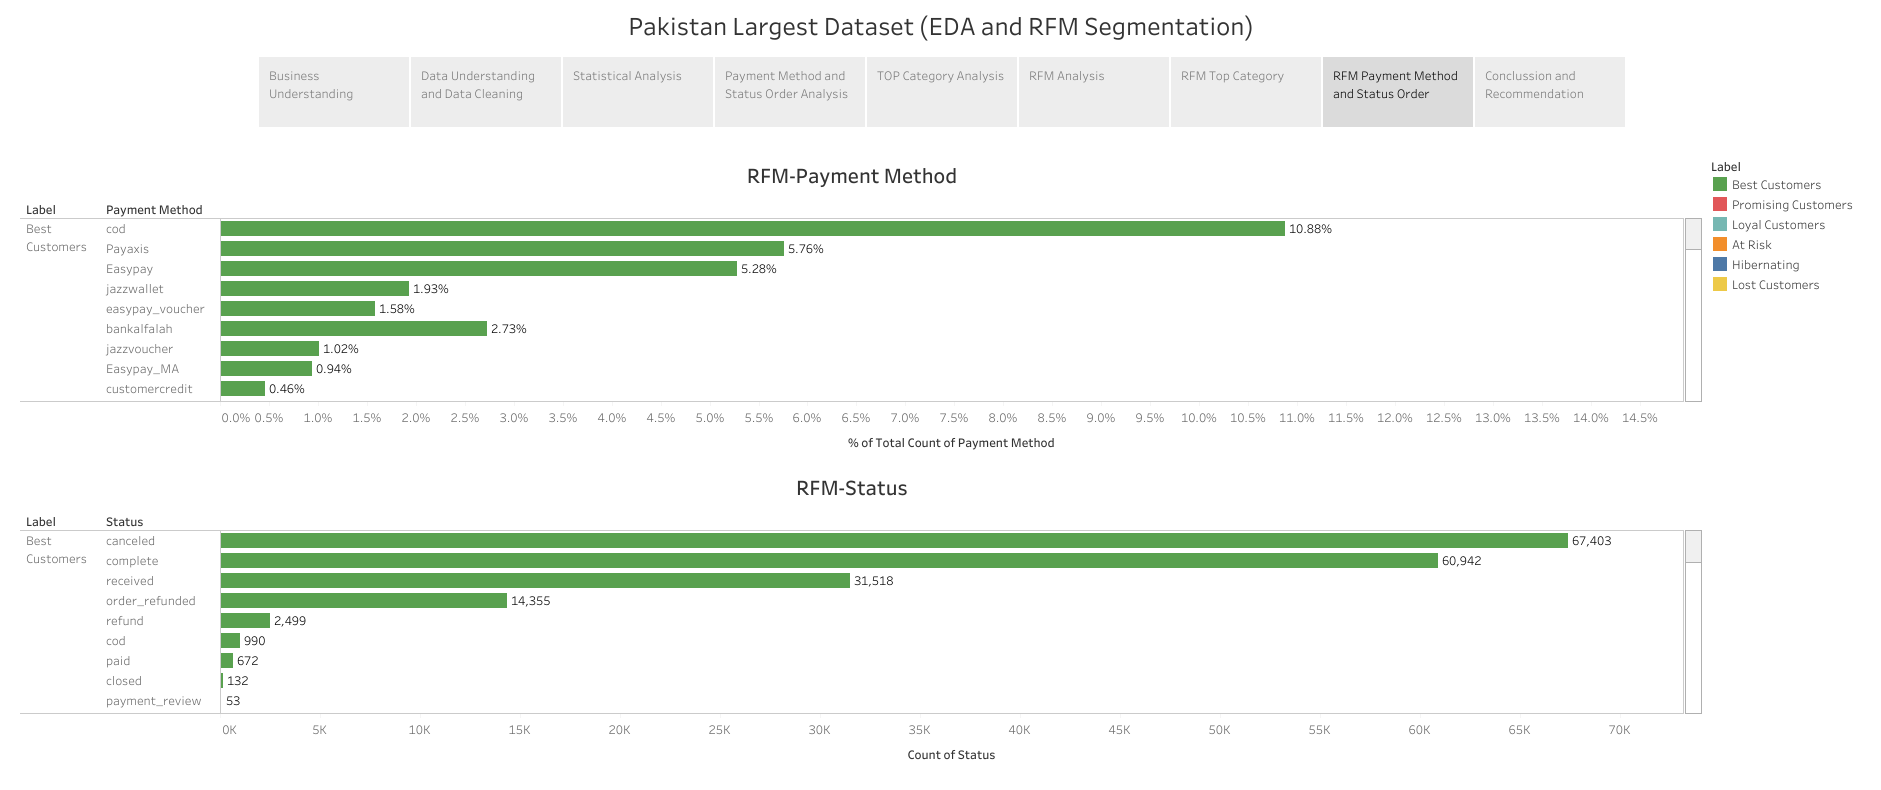 Pakistan Largest Dataset (EDA and RFM Segmentation)
Business
Understanding
Data Understanding
and Data Cleaning
Statistical Analysis
Payment Method and
Status Order Analysis
TOP Category Analysis
RFM Analysis
RFM Top Category
RFM Payment Method
and Status Order
Conclussion and
Recommendation
RFM-Payment Method
Label Payment Method
Best
Customers
cod 10.88%
Payaxis 5.76%
Easypay 5.28%
jazzwallet 1.93%
easypay_voucher 1.58%
bankalfalah 2.73%
jazzvoucher 1.02%
Easypay_MA 0.94%
customercredit 0.46%
0.0% 0.5% 1.0% 1.5% 2.0% 2.5% 3.0% 3.5% 4.0% 4.5% 5.0% 5.5% 6.0% 6.5% 7.0% 7.5% 8.0% 8.5% 9.0% 9.5% 10.0% 10.5% 11.0% 11.5% 12.0% 12.5% 13.0% 13.5% 14.0% 14.5%
% of Total Count of Payment Method
Label
Best Customers
Promising Customers
Loyal Customers
At Risk
Hibernating
Lost Customers
RFM-Status
Label Status
Best
Customers
canceled 67,403
complete 60,942
received 31,518
order_refunded 14,355
refund 2,499
cod 990
paid 672
closed 132
payment_review 53
0K 5K 10K 15K 20K 25K 30K 35K 40K 45K 50K 55K 60K 65K 70K
Count of Status